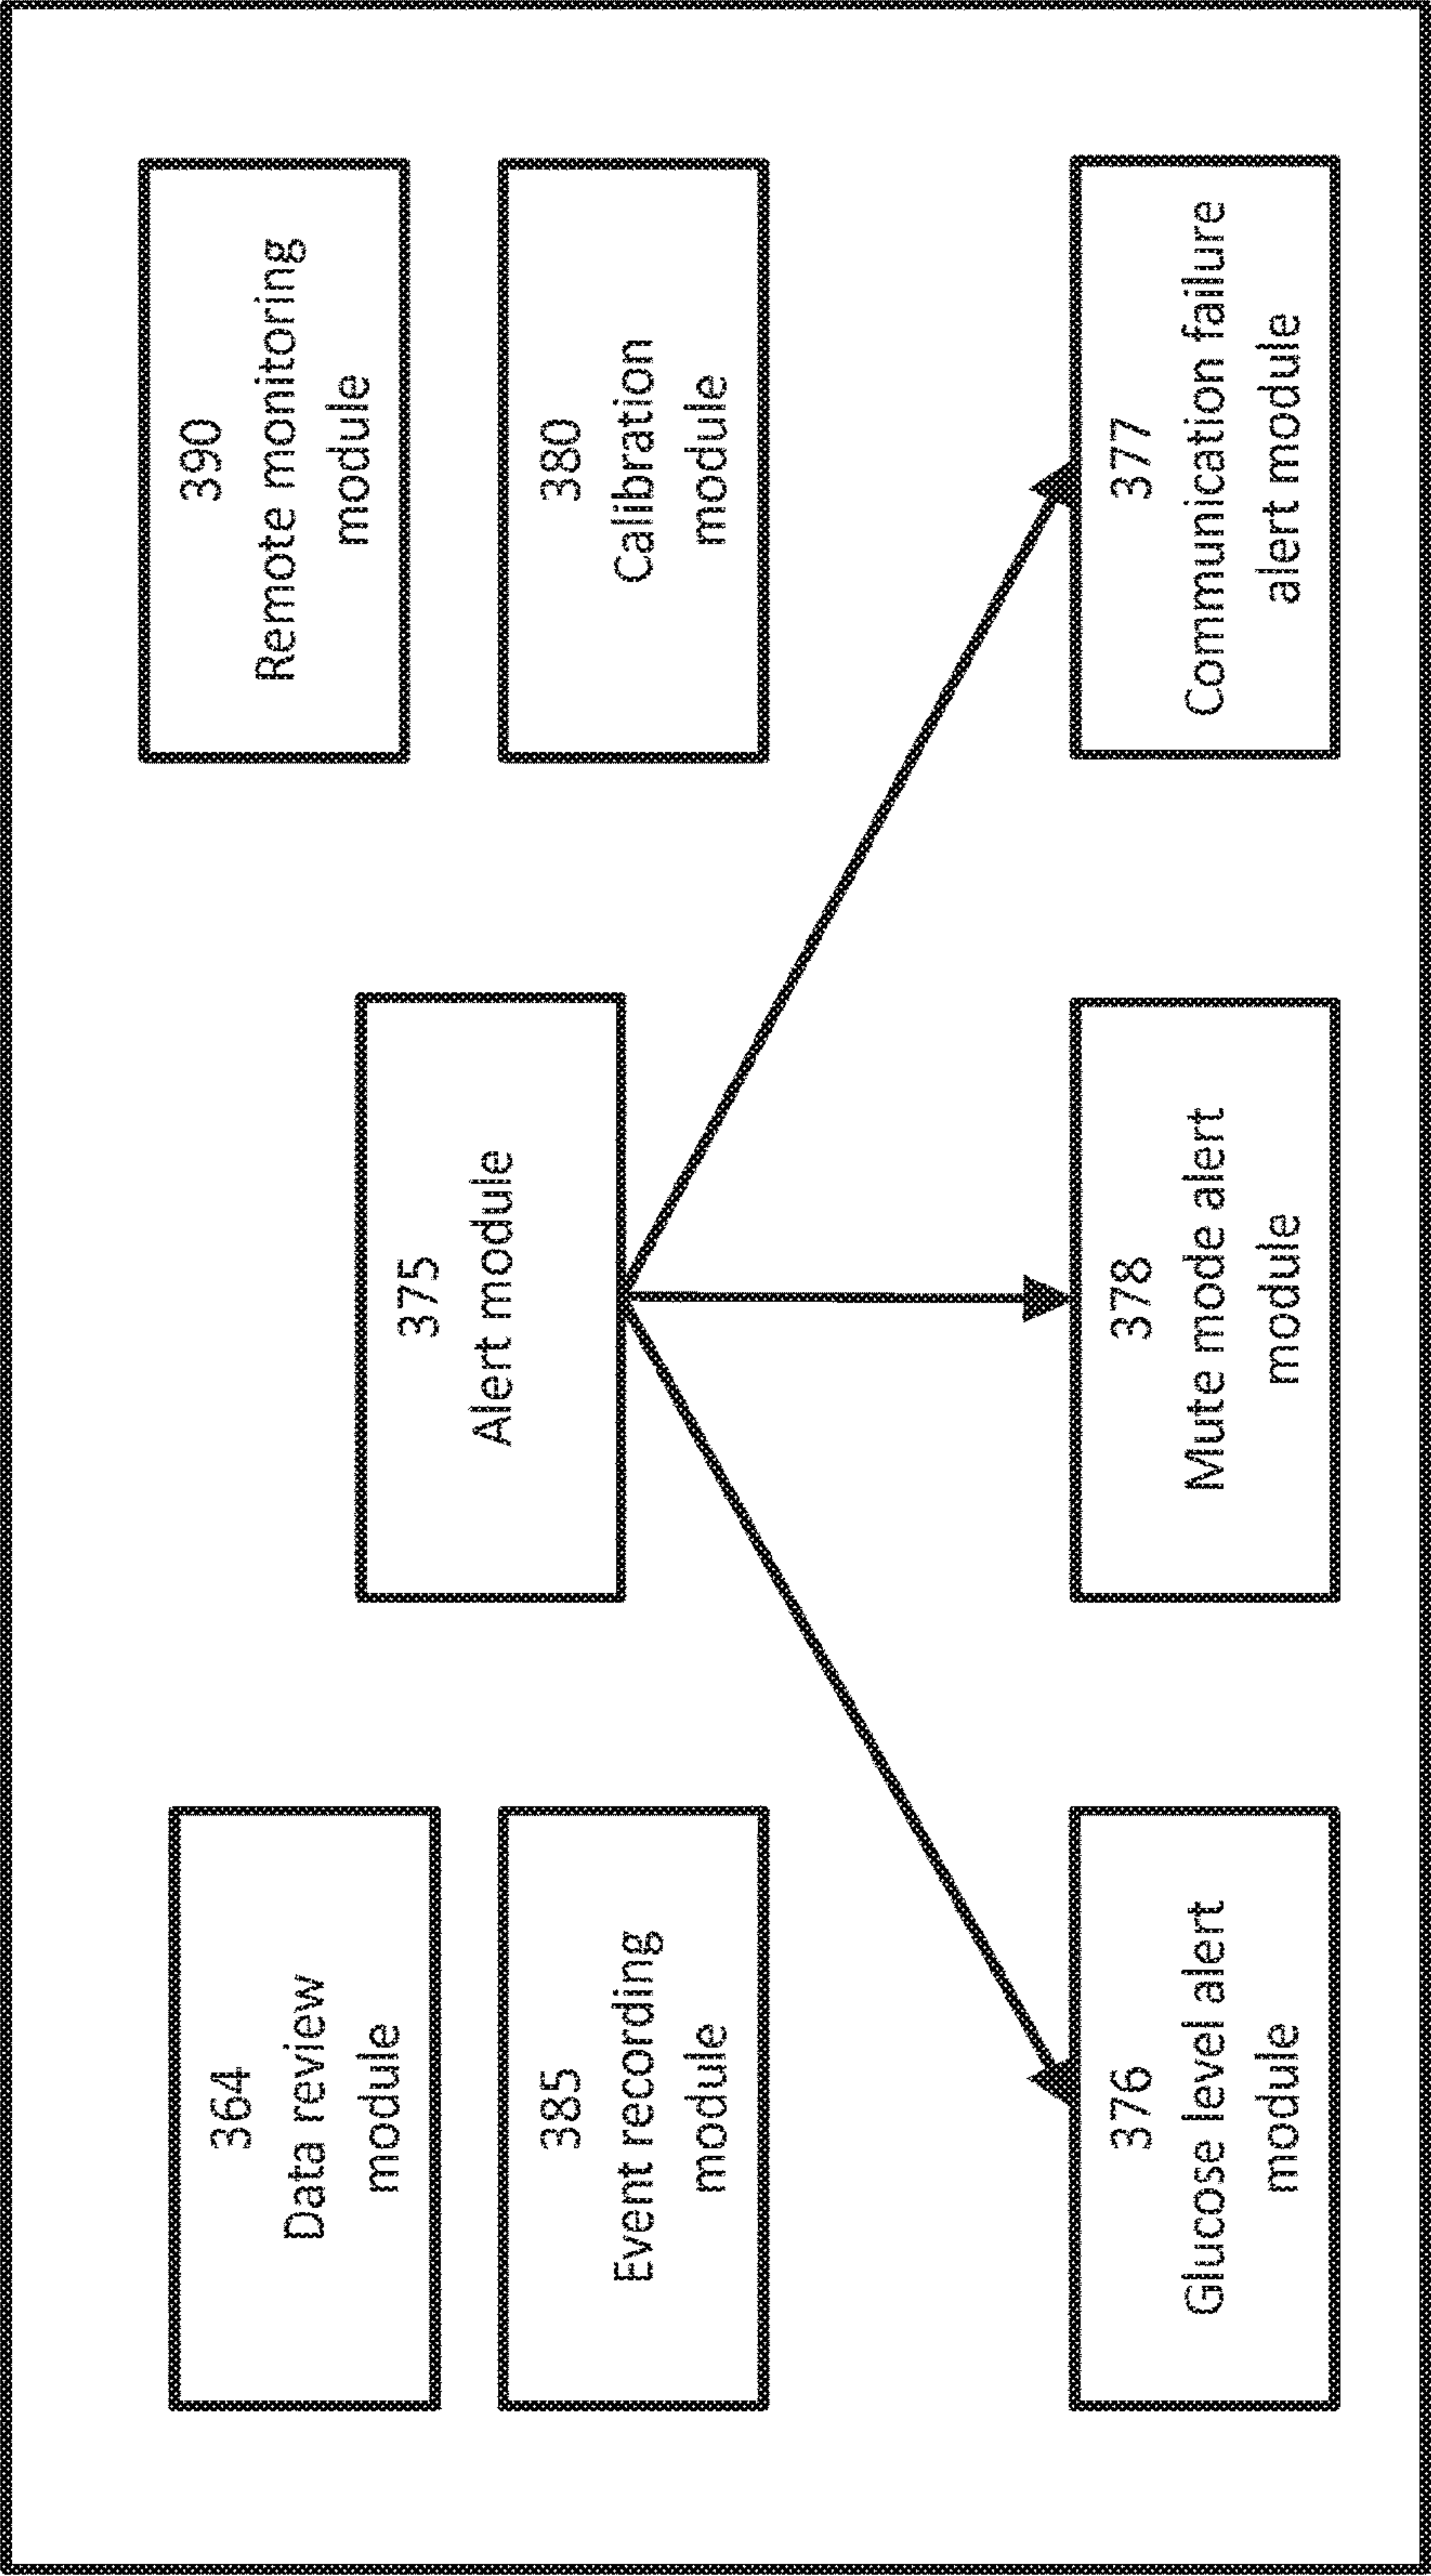 364
Data review
module
385
Event recording
module
375
Alert module
390
Remote monitoring
module
380
Calibration
module
376
Glucose level alert
module
378
Mute mode alert
module
377
Communication failure
alert module